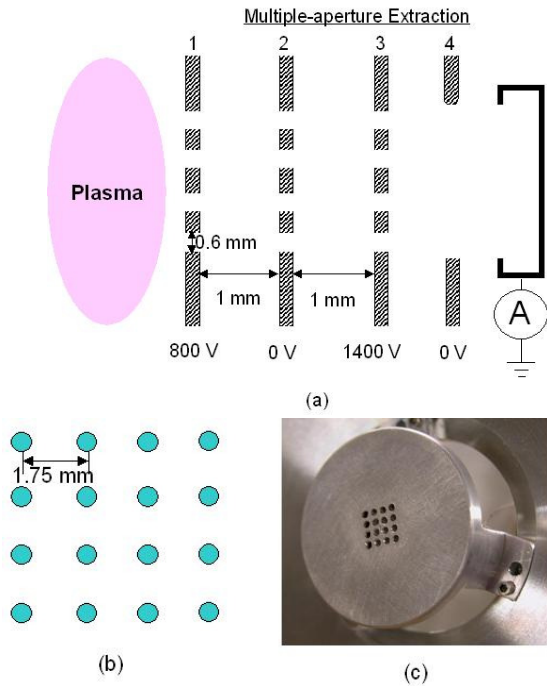 Multiple-aperture Extraction
1 2 3 4
Plasma
0.6 mm
1 mm 1 mm
A
800 V 0 V 1400 V 0 V
(a)
1.75 mm
(b)
(c)